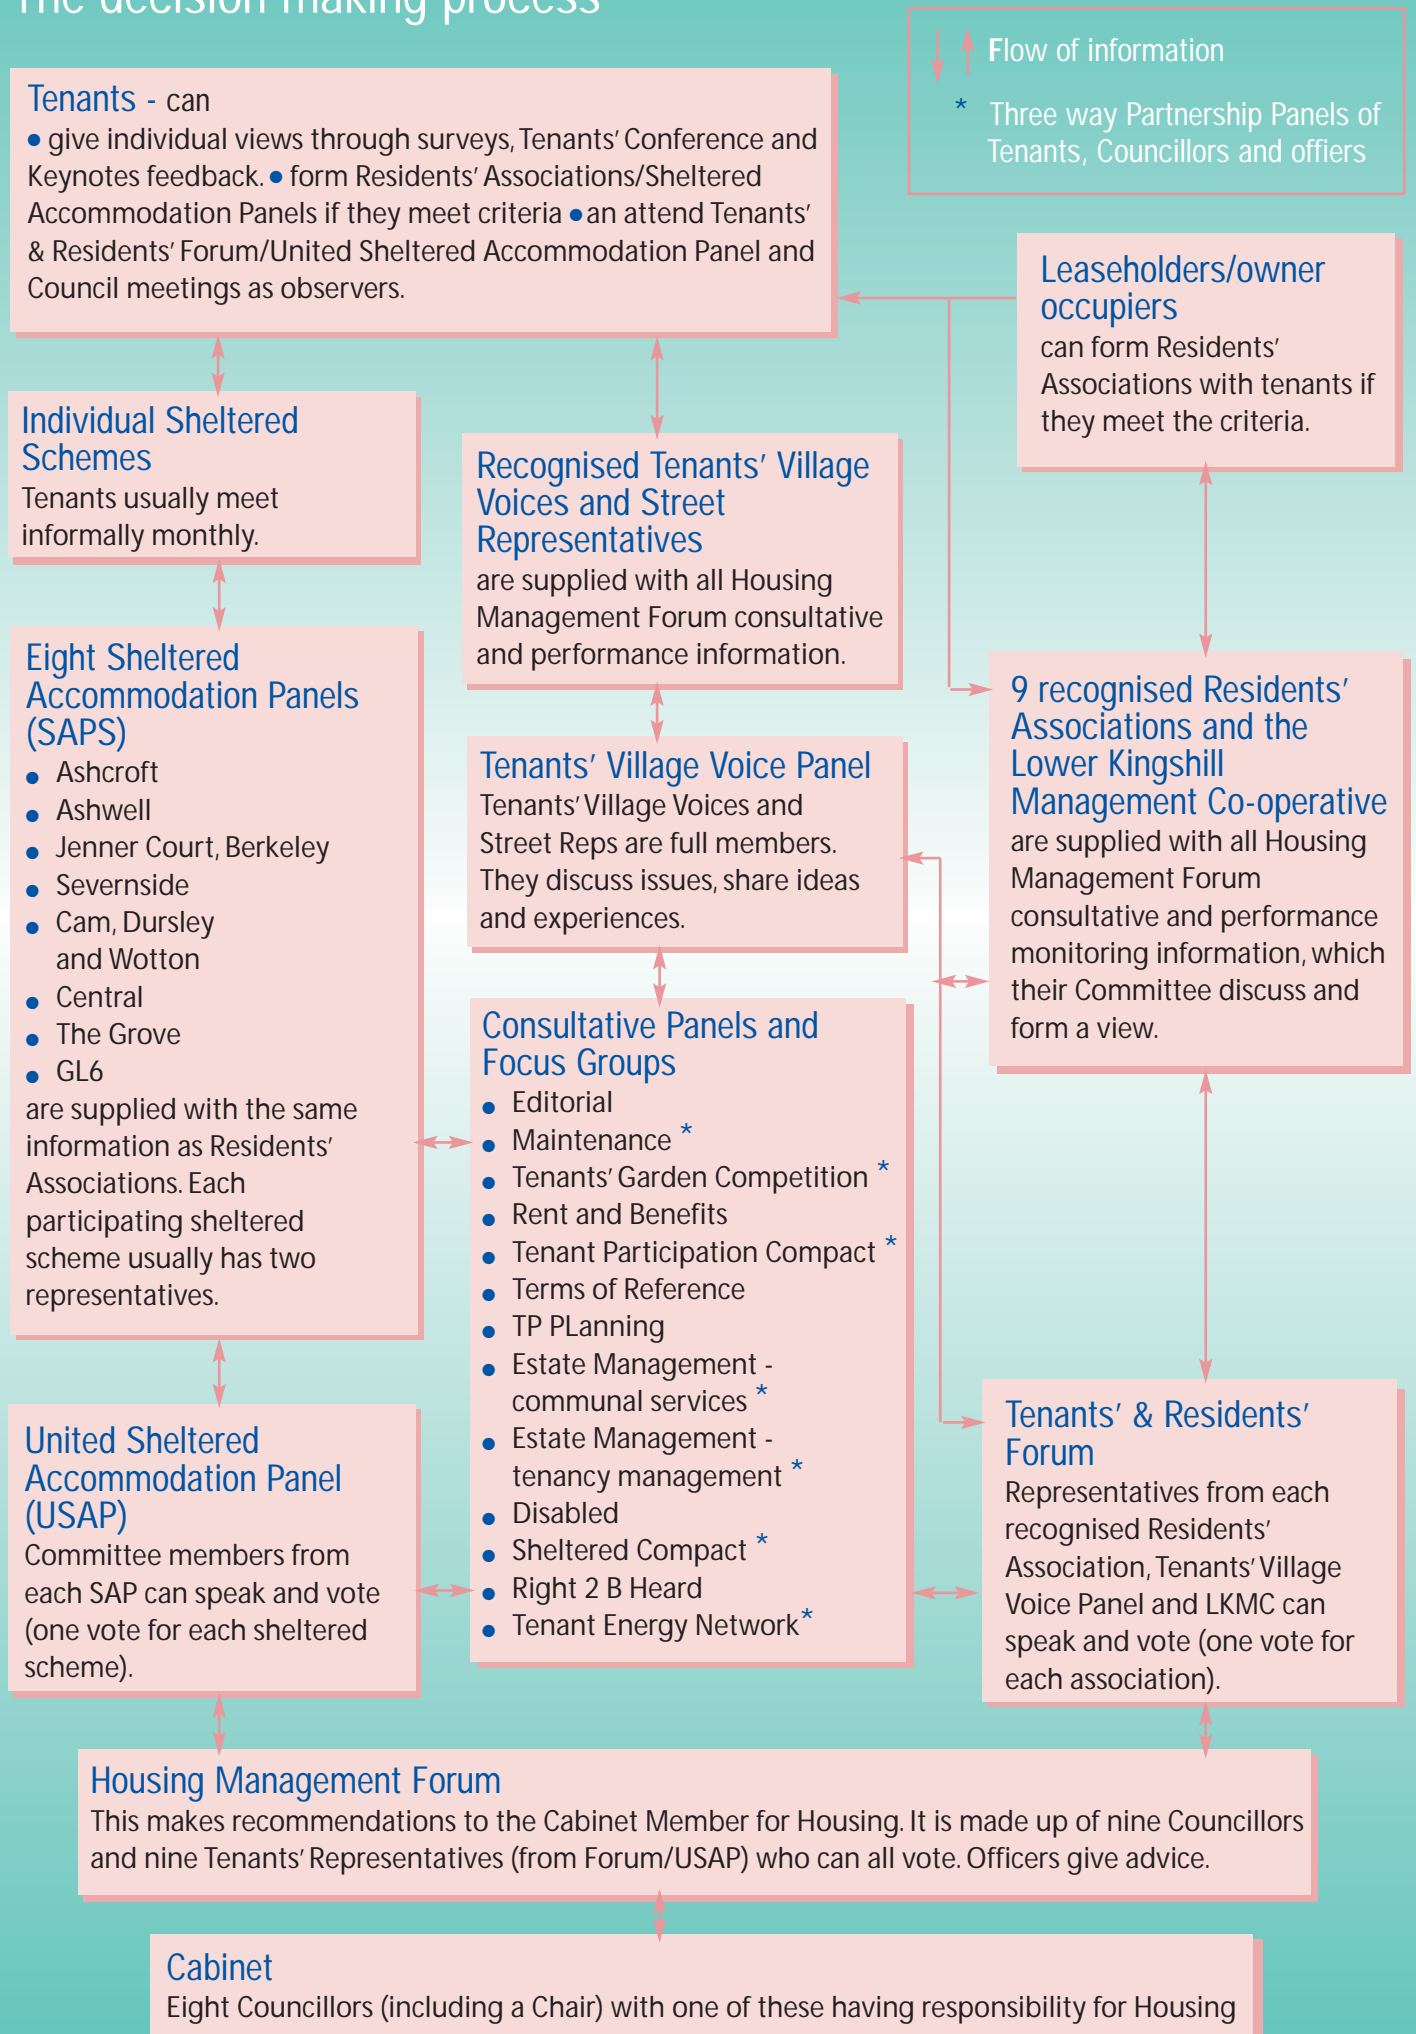 The decision making process
Flow of information
* Three way Partnership Panels of
Tenants, Councillors and offiers
Tenants - can
• give individual views through surveys, Tenants' Conference and
Keynotes feedback. • form Residents' Associations/Sheltered
Accommodation Panels if they meet criteria • an attend Tenants'
& Residents' Forum/United Sheltered Accommodation Panel and
Council meetings as observers.
Leaseholders/owner
occupiers
can form Residents'
Associations with tenants if
they meet the criteria.
Individual Sheltered
Schemes
Tenants usually meet
informally monthly.
Recognised Tenants' Village
Voices and Street
Representatives
are supplied with all Housing
Management Forum consultative
and performance information.
Eight Sheltered
Accommodation Panels
(SAPS)
• Ashcroft
• Ashwell
• Jenner Court, Berkeley
• Severnside
• Cam, Dursley
and Wotton
• Central
• The Grove
• GL6
are supplied with the same
information as Residents'
Associations. Each
participating sheltered
scheme usually has two
representatives.
Tenants' Village Voice Panel
Tenants' Village Voices and
Street Reps are full members.
They discuss issues, share ideas
and experiences.
9 recognised Residents'
Associations and the
Lower Kingshill
Management Co-operative
are supplied with all Housing
Management Forum
consultative and performance
monitoring information, which
their Committee discuss and
form a view.
Consultative Panels and
Focus Groups
• Editorial
• Maintenance *
• Tenants' Garden Competition *
• Rent and Benefits
• Tenant Participation Compact *
• Terms of Reference
• TP PLanning
• Estate Management -
communal services *
• Estate Management -
tenancy management *
• Disabled
• Sheltered Compact *
• Right 2 B Heard
• Tenant Energy Network *
United Sheltered
Accommodation Panel
(USAP)
Committee members from
each SAP can speak and vote
(one vote for each sheltered
scheme).
Tenants' & Residents'
Forum
Representatives from each
recognised Residents'
Association, Tenants' Village
Voice Panel and LKMC can
speak and vote (one vote for
each association).
Housing Management Forum
This makes recommendations to the Cabinet Member for Housing. It is made up of nine Councillors
and nine Tenants' Representatives (from Forum/USAP) who can all vote. Officers give advice.
Cabinet
Eight Councillors (including a Chair) with one of these having responsibility for Housing